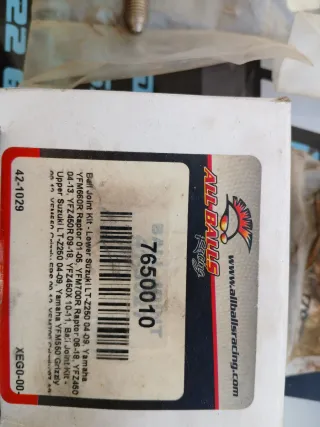 ALL BALLS
Racing
www.allballsracing.com
7650010
Ball Joint Kit - Lower Suzuki LT-Z250 04-09, Yamaha
YFM660R Raptor 01-05, YFM700R Raptor 06-18, YFZ450
04-13, YFZ450R 09-18, YFZ450X 10-11, Ball Joint Kit -
Upper Suzuki LT-Z250 04-09, Yamaha YFM550 Grizzly
42-1029
XEG0-00-